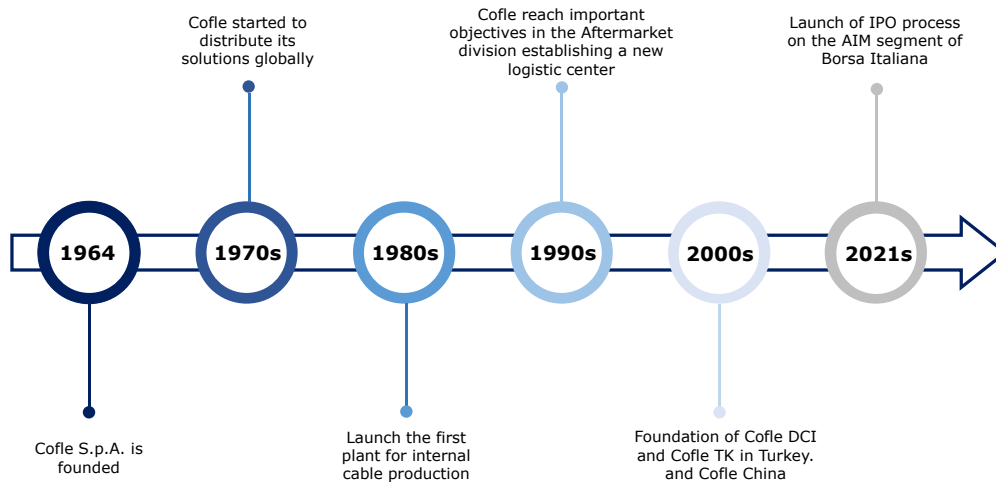 Cofle started to
distribute its
solutions globally
Cofle reach important
objectives in the Aftermarket
division establishing a new
logistic center
Launch of IPO process
on the AIM segment of
Borsa Italiana
1964
1970s
1980s
1990s
2000s
2021s
Cofle S.p.A. is
founded
Launch the first
plant for internal
cable production
Foundation of Cofle DCI
and Cofle TK in Turkey.
and Cofle China